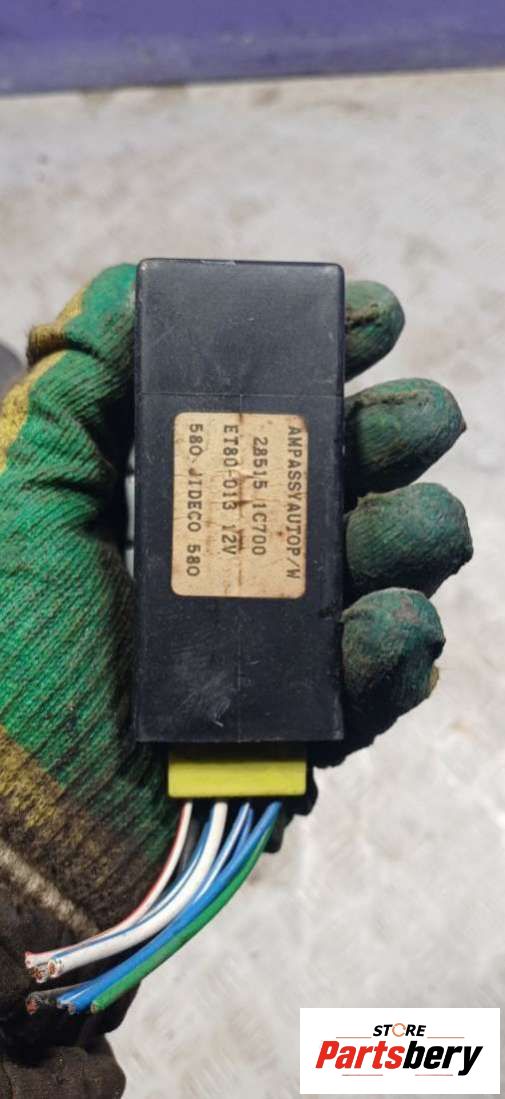 AMPASSYAUTOP/W
28515 1C700
ET80-013 12V
580 JIDECO 580
STORE
Partsbery